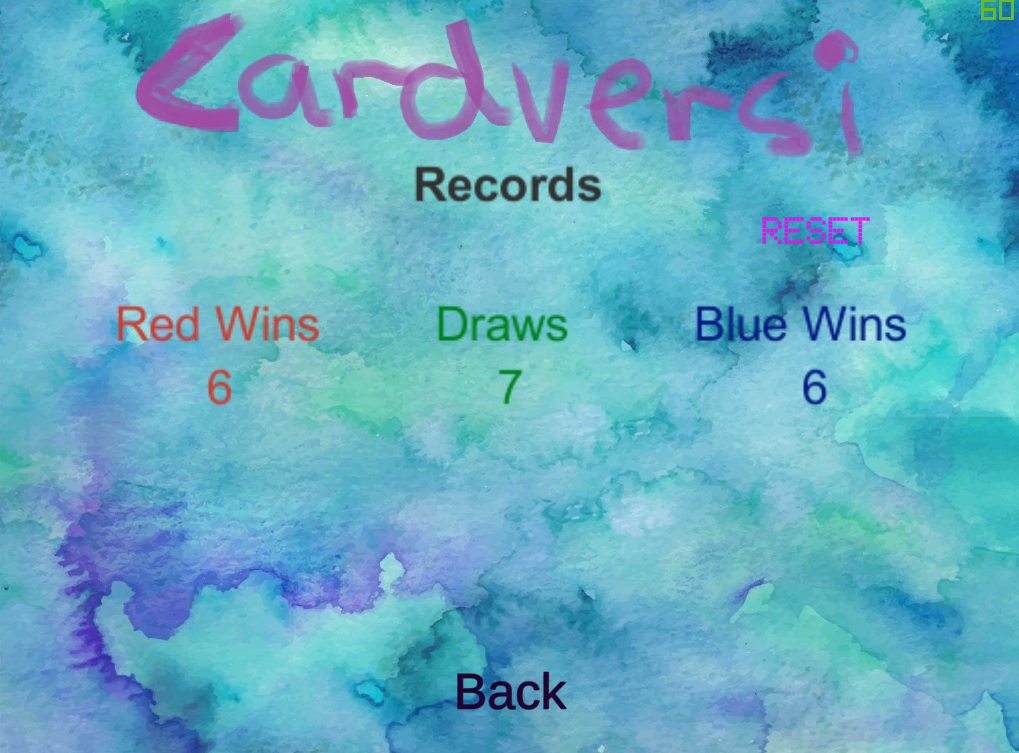 60
Cardversi
Records
RESET
Red Wins Draws Blue Wins
6 7 6
Back